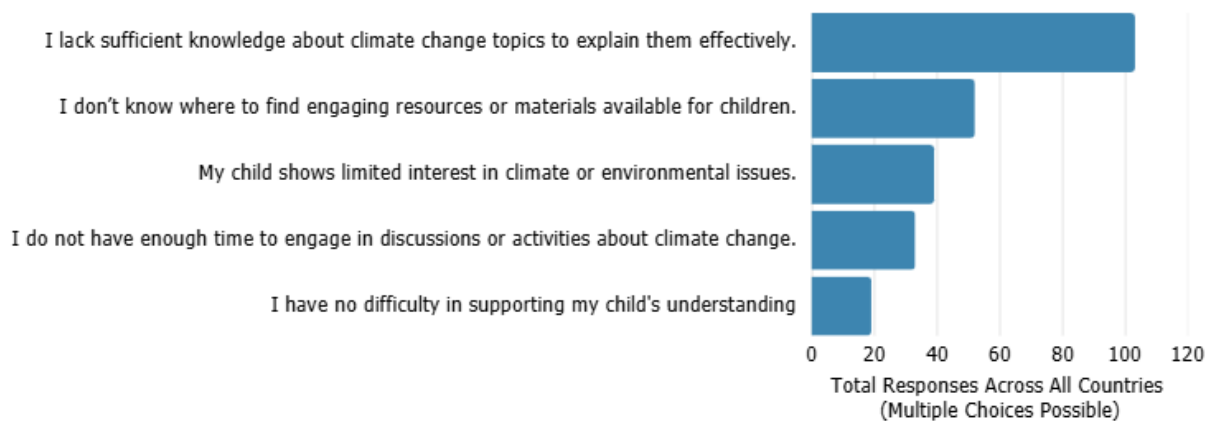 I lack sufficient knowledge about climate change topics to explain them effectively.
I don’t know where to find engaging resources or materials available for children.
My child shows limited interest in climate or environmental issues.
I do not have enough time to engage in discussions or activities about climate change.
I have no difficulty in supporting my child's understanding
0 20 40 60 80 100 120
Total Responses Across All Countries
(Multiple Choices Possible)